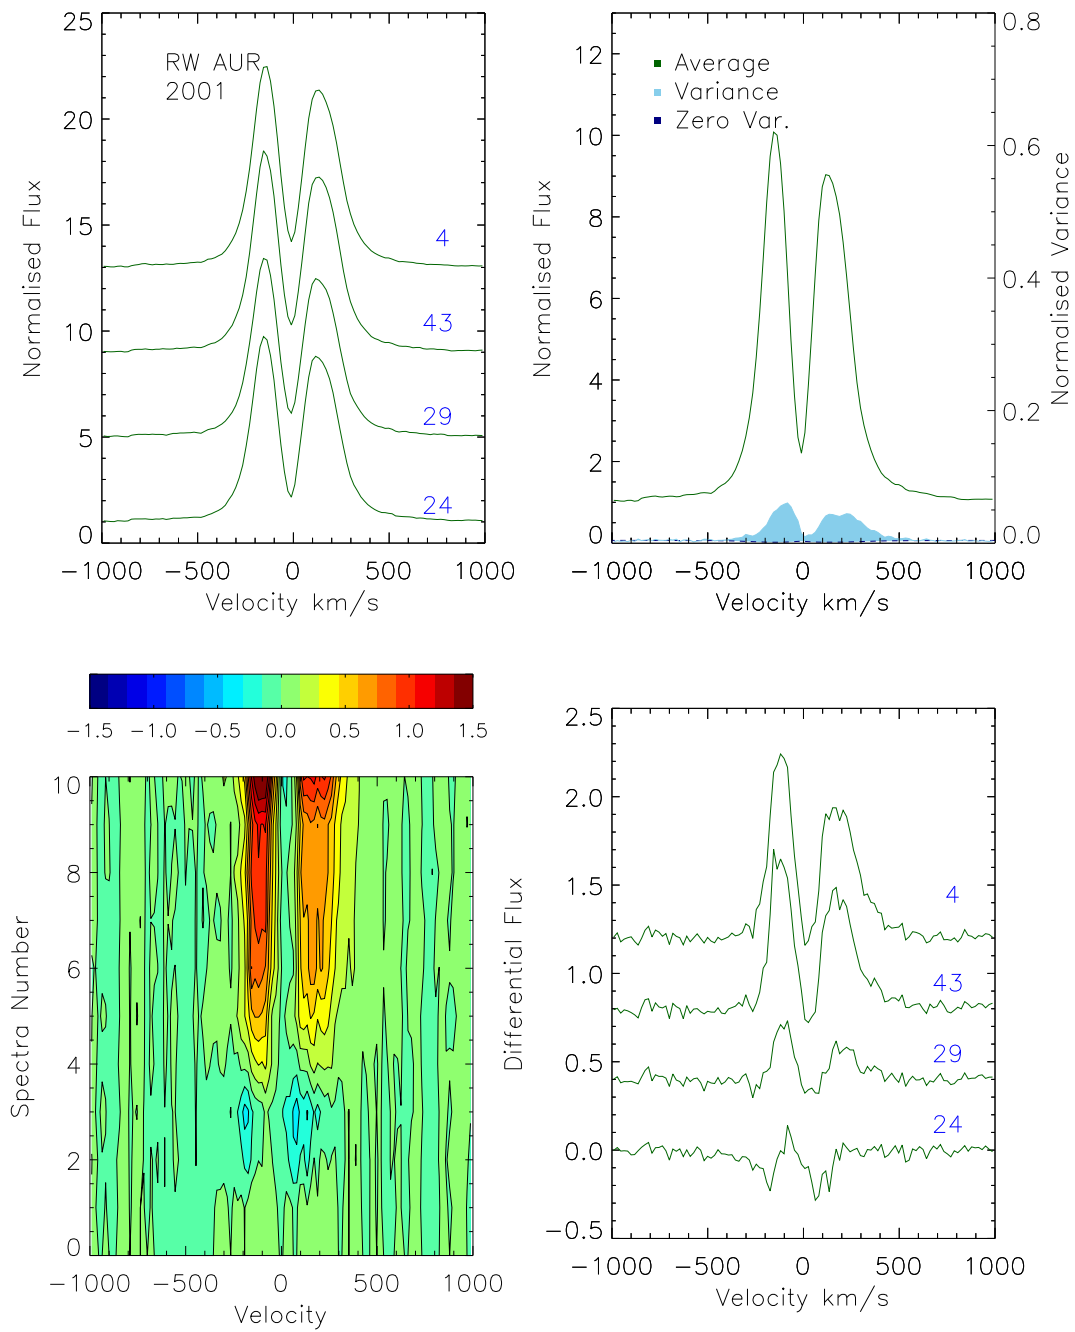 25
20
15
10
5
0
Normalised Flux
RW AUR
2001
4
43
29
24
−1000 −500 0 500 1000
Velocity km/s
12
10
8
6
4
2
0
Normalised Flux
Average
Variance
Zero Var.
0.8
0.6
0.4
0.2
0.0
Normalised Variance
−1000 −500 0 500 1000
Velocity km/s
−1.5 −1.0 −0.5 0.0 0.5 1.0 1.5
10
8
6
4
2
0
Spectra Number
−1000 −500 0 500 1000
Velocity
2.5
2.0
1.5
1.0
0.5
0.0
−0.5
Differential Flux
4
43
29
24
−1000 −500 0 500 1000
Velocity km/s